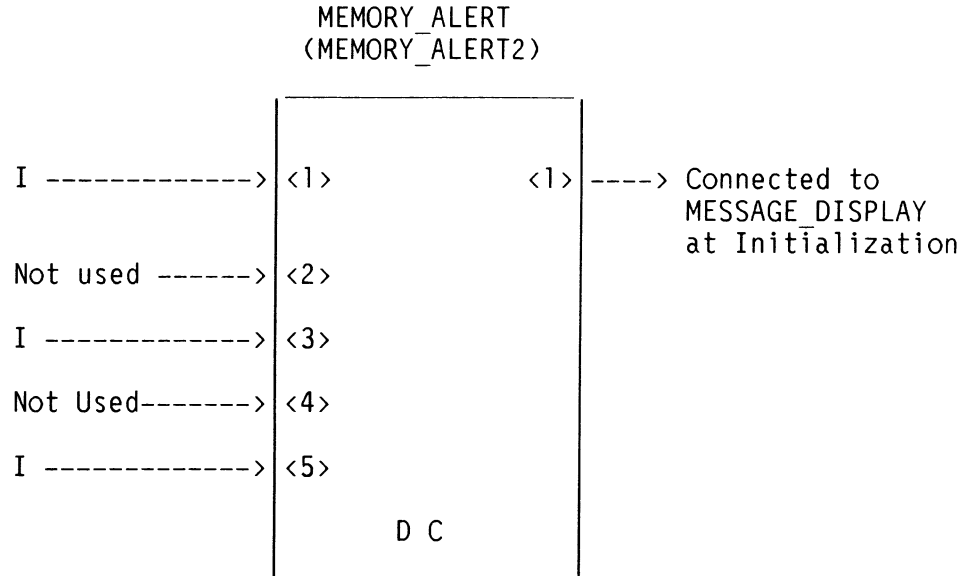 MEMORY_ALERT
(MEMORY_ALERT2)
I -------------> <1> <1> ----> Connected to
MESSAGE_DISPLAY
at Initialization
Not used ------> <2>
I -------------> <3>
Not Used-------> <4>
I -------------> <5>
D C